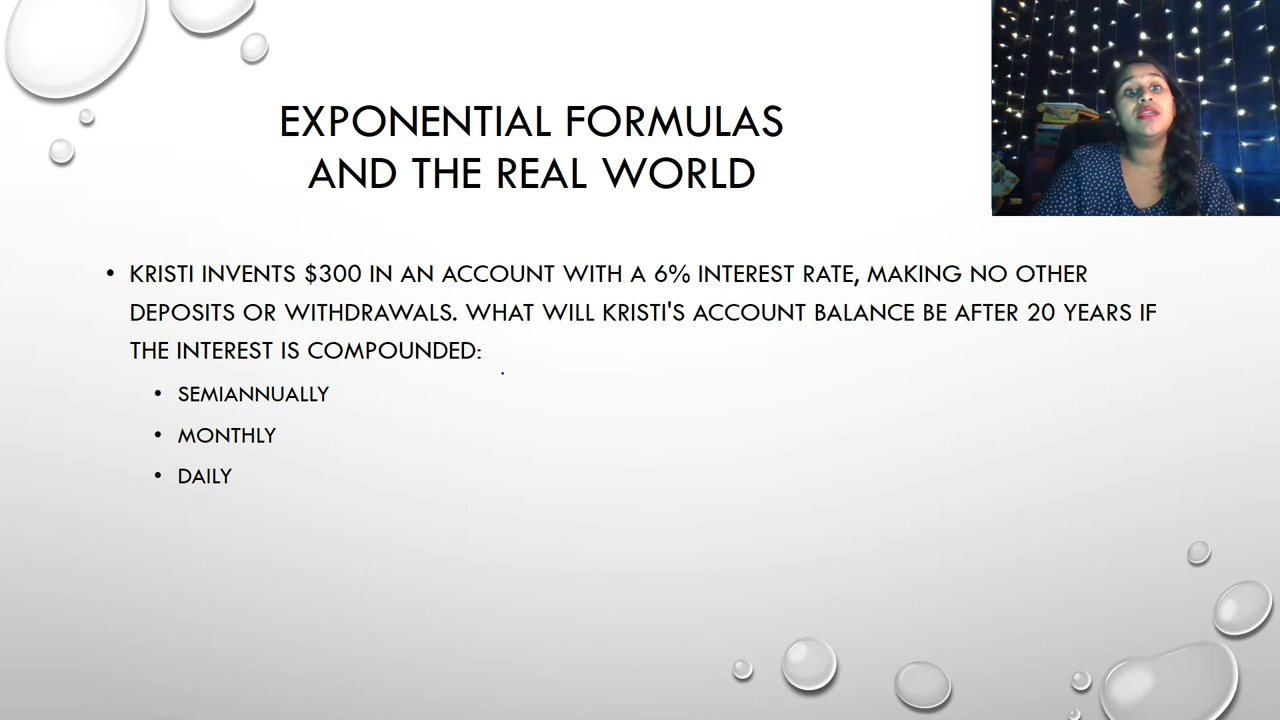 EXPONENTIAL FORMULAS
AND THE REAL WORLD
• KRISTI INVENTS $300 IN AN ACCOUNT WITH A 6% INTEREST RATE, MAKING NO OTHER
DEPOSITS OR WITHDRAWALS. WHAT WILL KRISTI'S ACCOUNT BALANCE BE AFTER 20 YEARS IF
THE INTEREST IS COMPOUNDED:
• SEMIANNUALLY
• MONTHLY
• DAILY